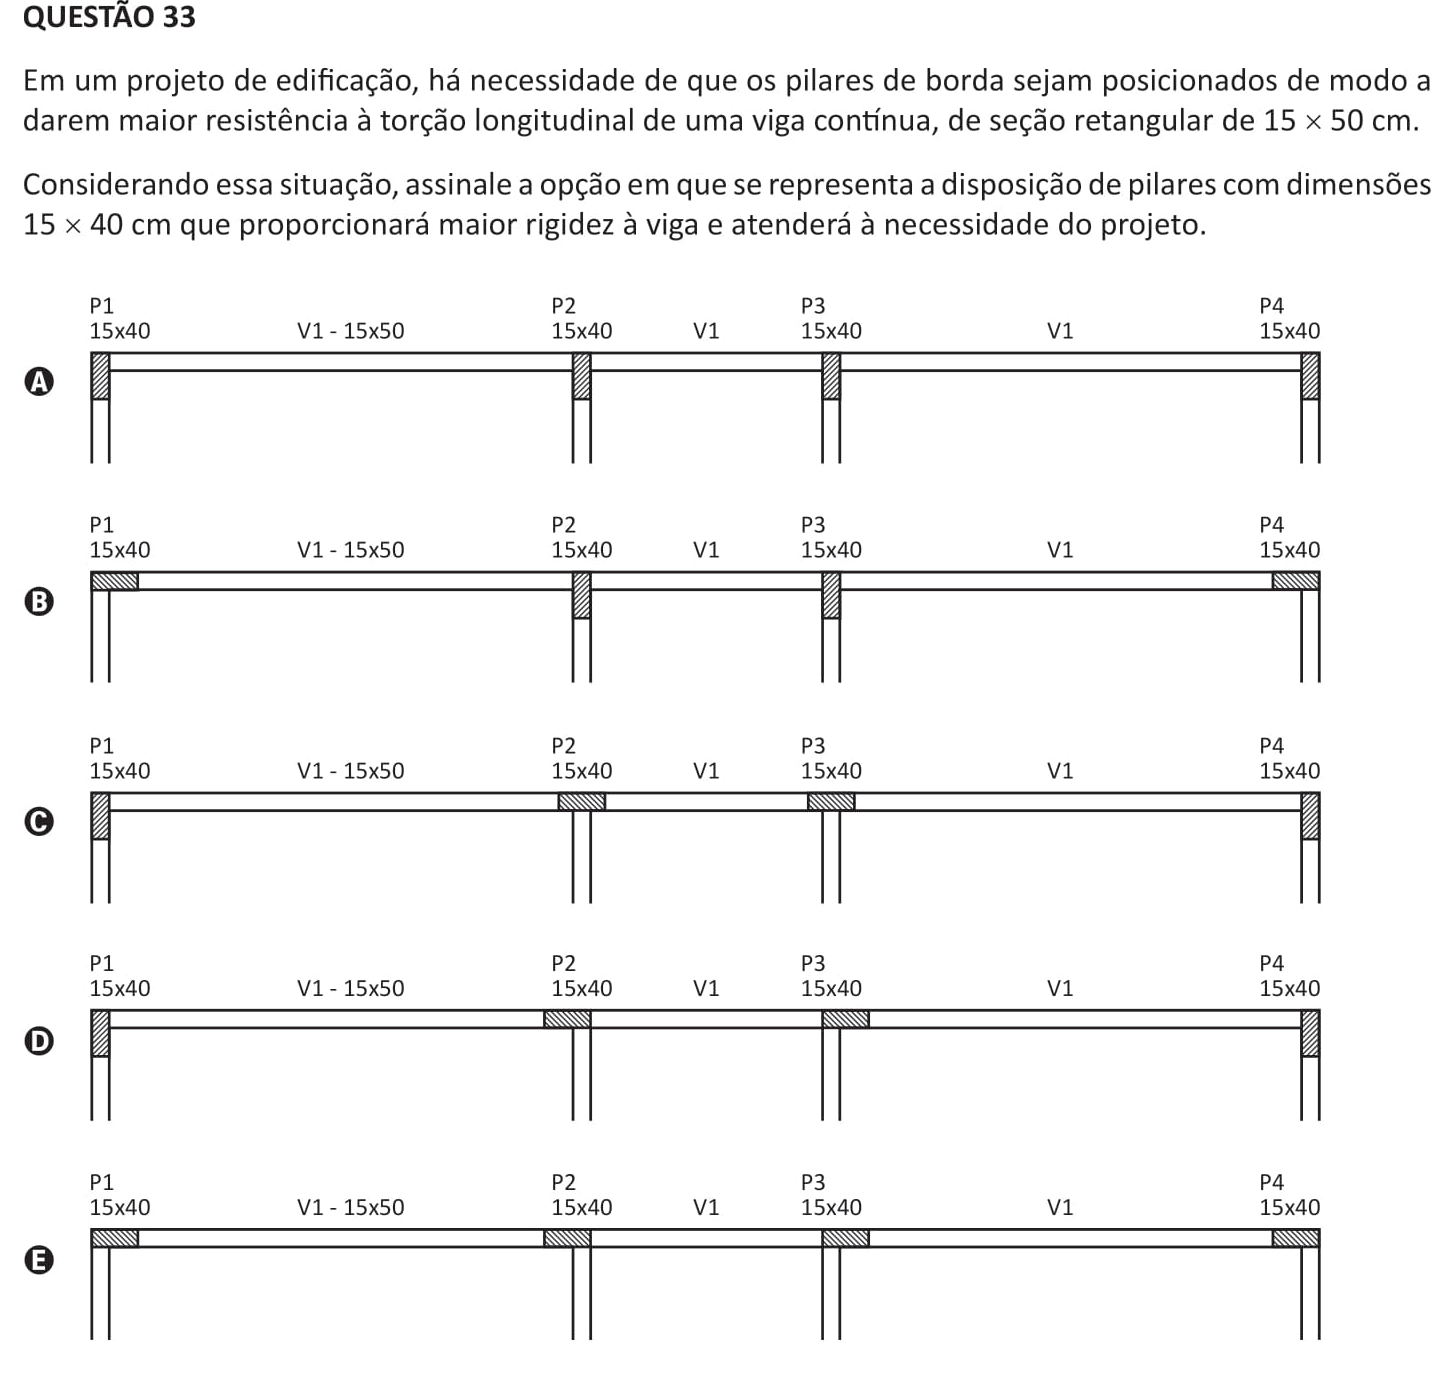 QUESTÃO 33
Em um projeto de edificação, há necessidade de que os pilares de borda sejam posicionados de modo a
darem maior resistência à torção longitudinal de uma viga contínua, de seção retangular de 15 × 50 cm.
Considerando essa situação, assinale a opção em que se representa a disposição de pilares com dimensões
15 × 40 cm que proporcionará maior rigidez à viga e atenderá à necessidade do projeto.
P1 P2 P3 P4
15x40 V1 - 15x50 15x40 V1 15x40 V1 15x40
A
P1 P2 P3 P4
15x40 V1 - 15x50 15x40 V1 15x40 V1 15x40
B
P1 P2 P3 P4
15x40 V1 - 15x50 15x40 V1 15x40 V1 15x40
C
P1 P2 P3 P4
15x40 V1 - 15x50 15x40 V1 15x40 V1 15x40
D
P1 P2 P3 P4
15x40 V1 - 15x50 15x40 V1 15x40 V1 15x40
E